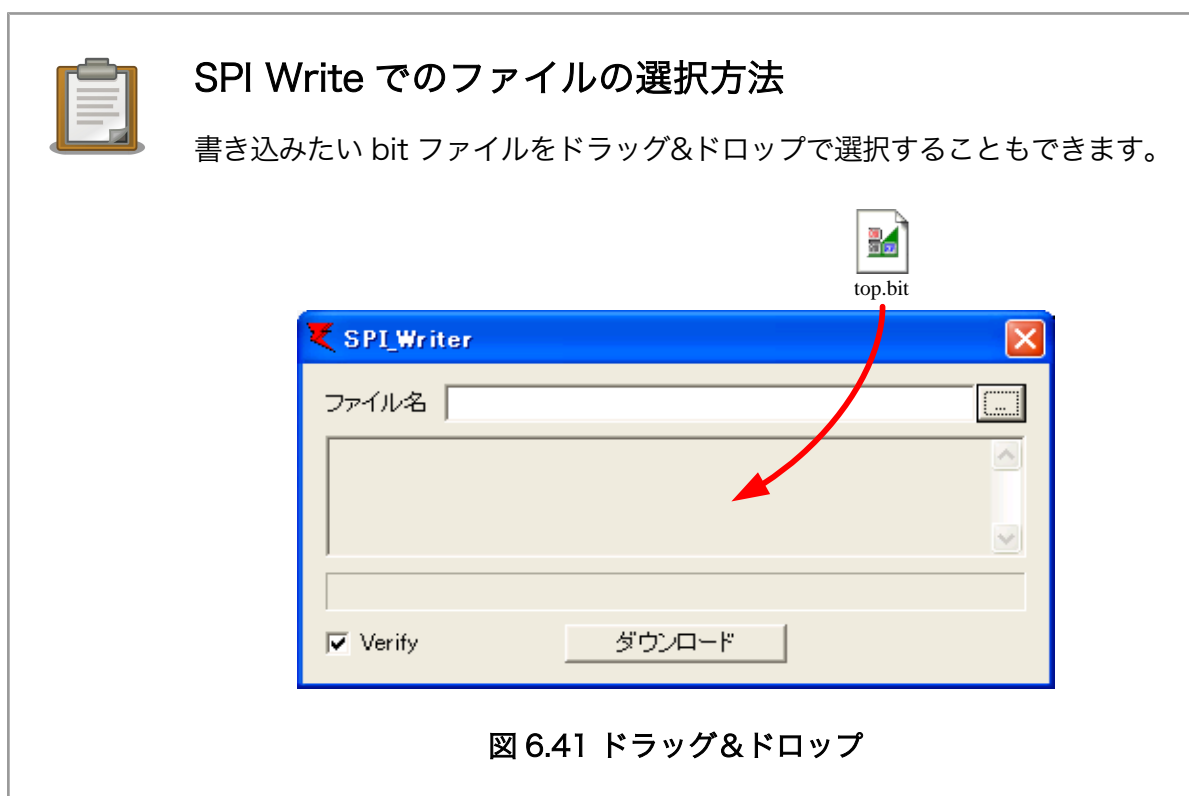 SPI Write でのファイルの選択方法
書き込みたい bit ファイルをドラッグ&ドロップで選択することもできます。
top.bit
SPI_Writer
ファイル名
...
Verify
ダウンロード
図 6.41 ドラッグ&ドロップ